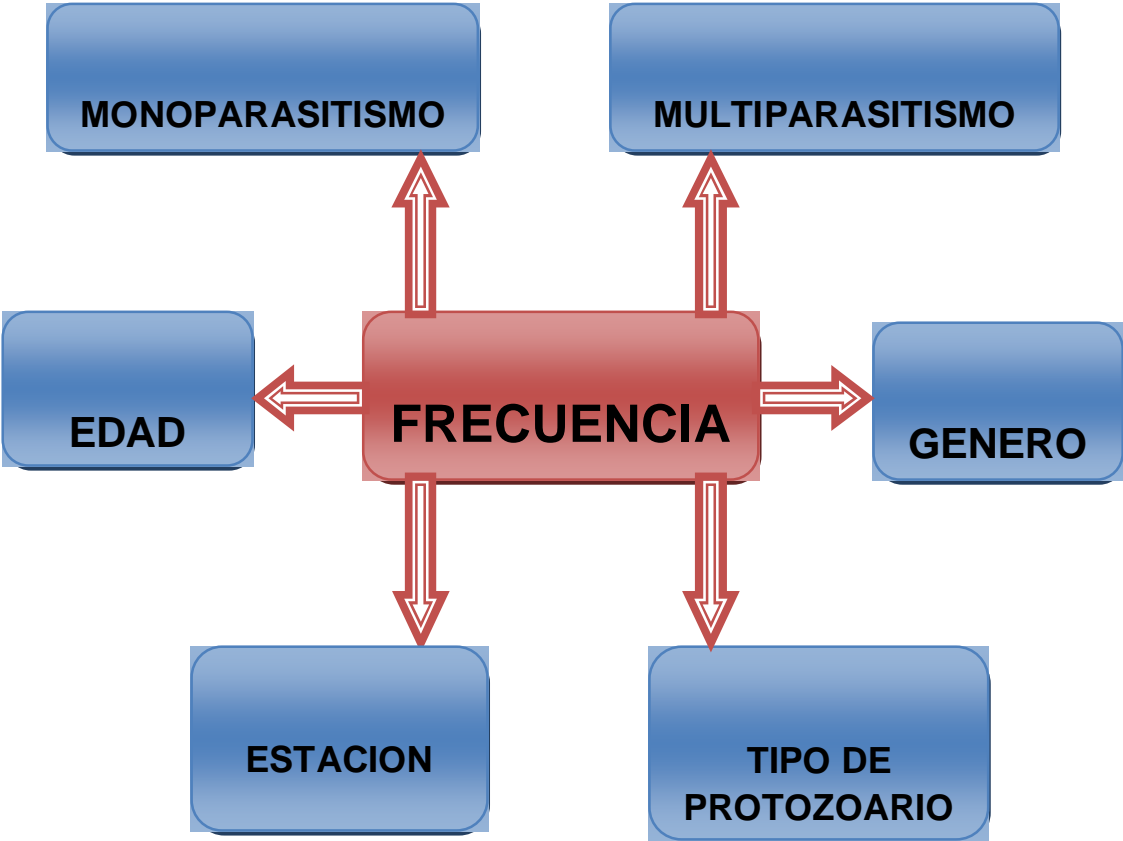 MONOPARASITISMO
MULTIPARASITISMO
EDAD
FRECUENCIA
GENERO
ESTACION
TIPO DE
PROTOZOARIO